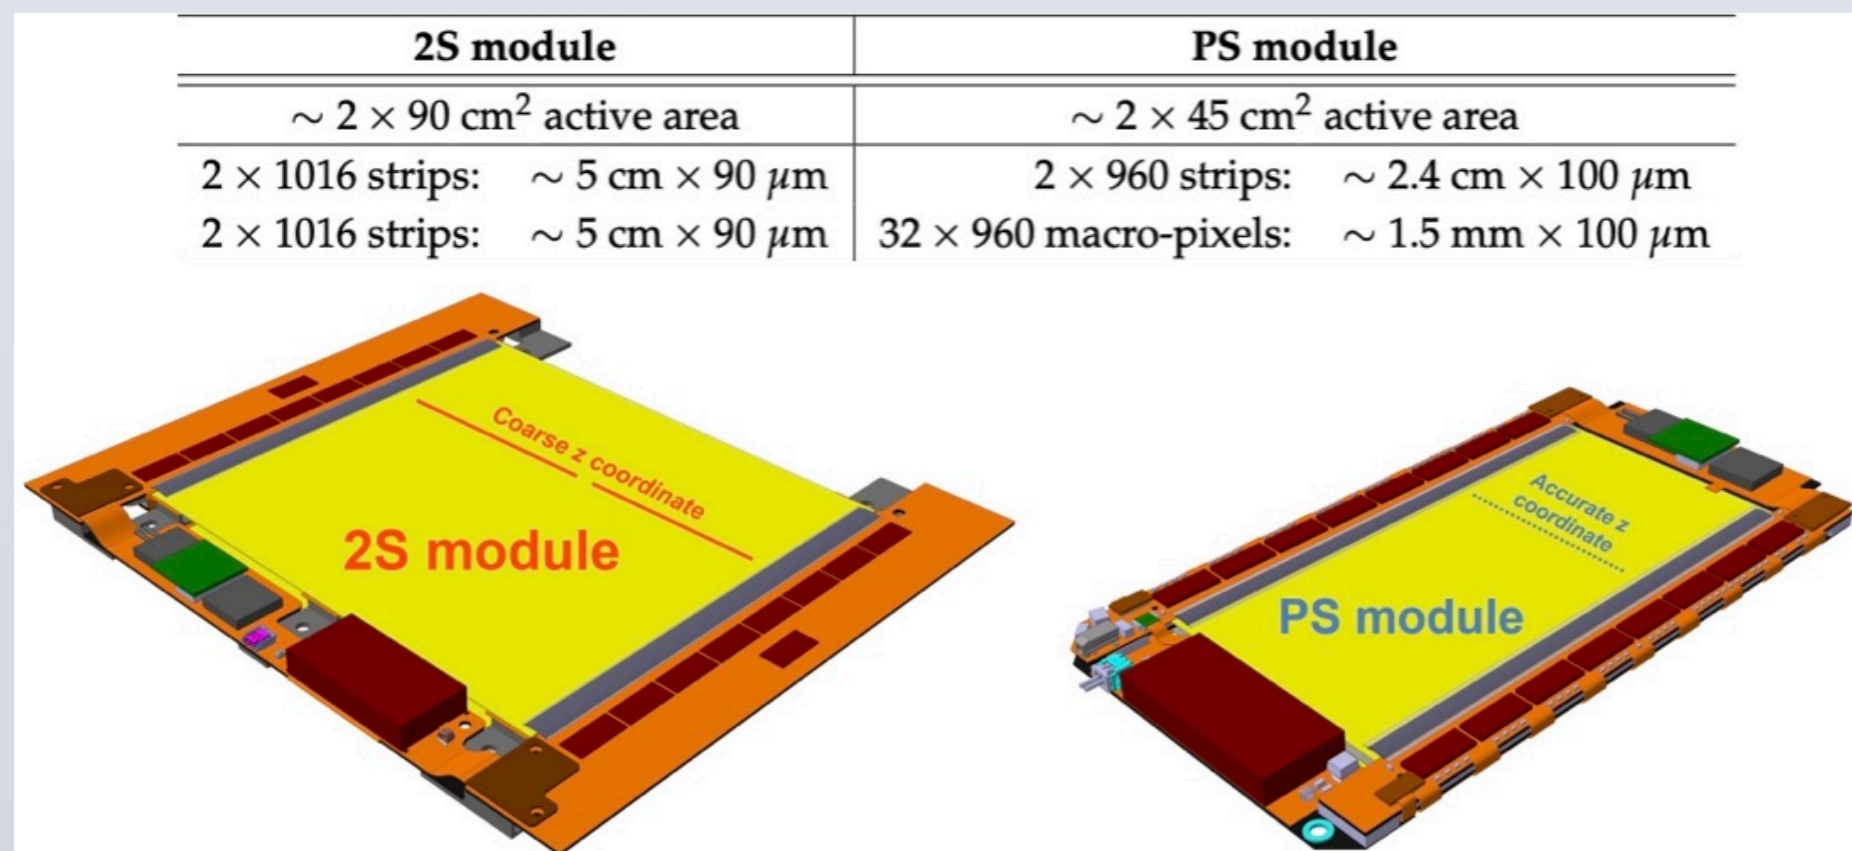 2S module PS module
~ 2 × 90 cm² active area ~ 2 × 45 cm² active area
2 × 1016 strips: ~ 5 cm × 90 μm 2 × 960 strips: ~ 2.4 cm × 100 μm
2 × 1016 strips: ~ 5 cm × 90 μm 32 × 960 macro-pixels: ~ 1.5 mm × 100 μm
Coarse z coordinate
2S module
Accurate z
coordinate
PS module